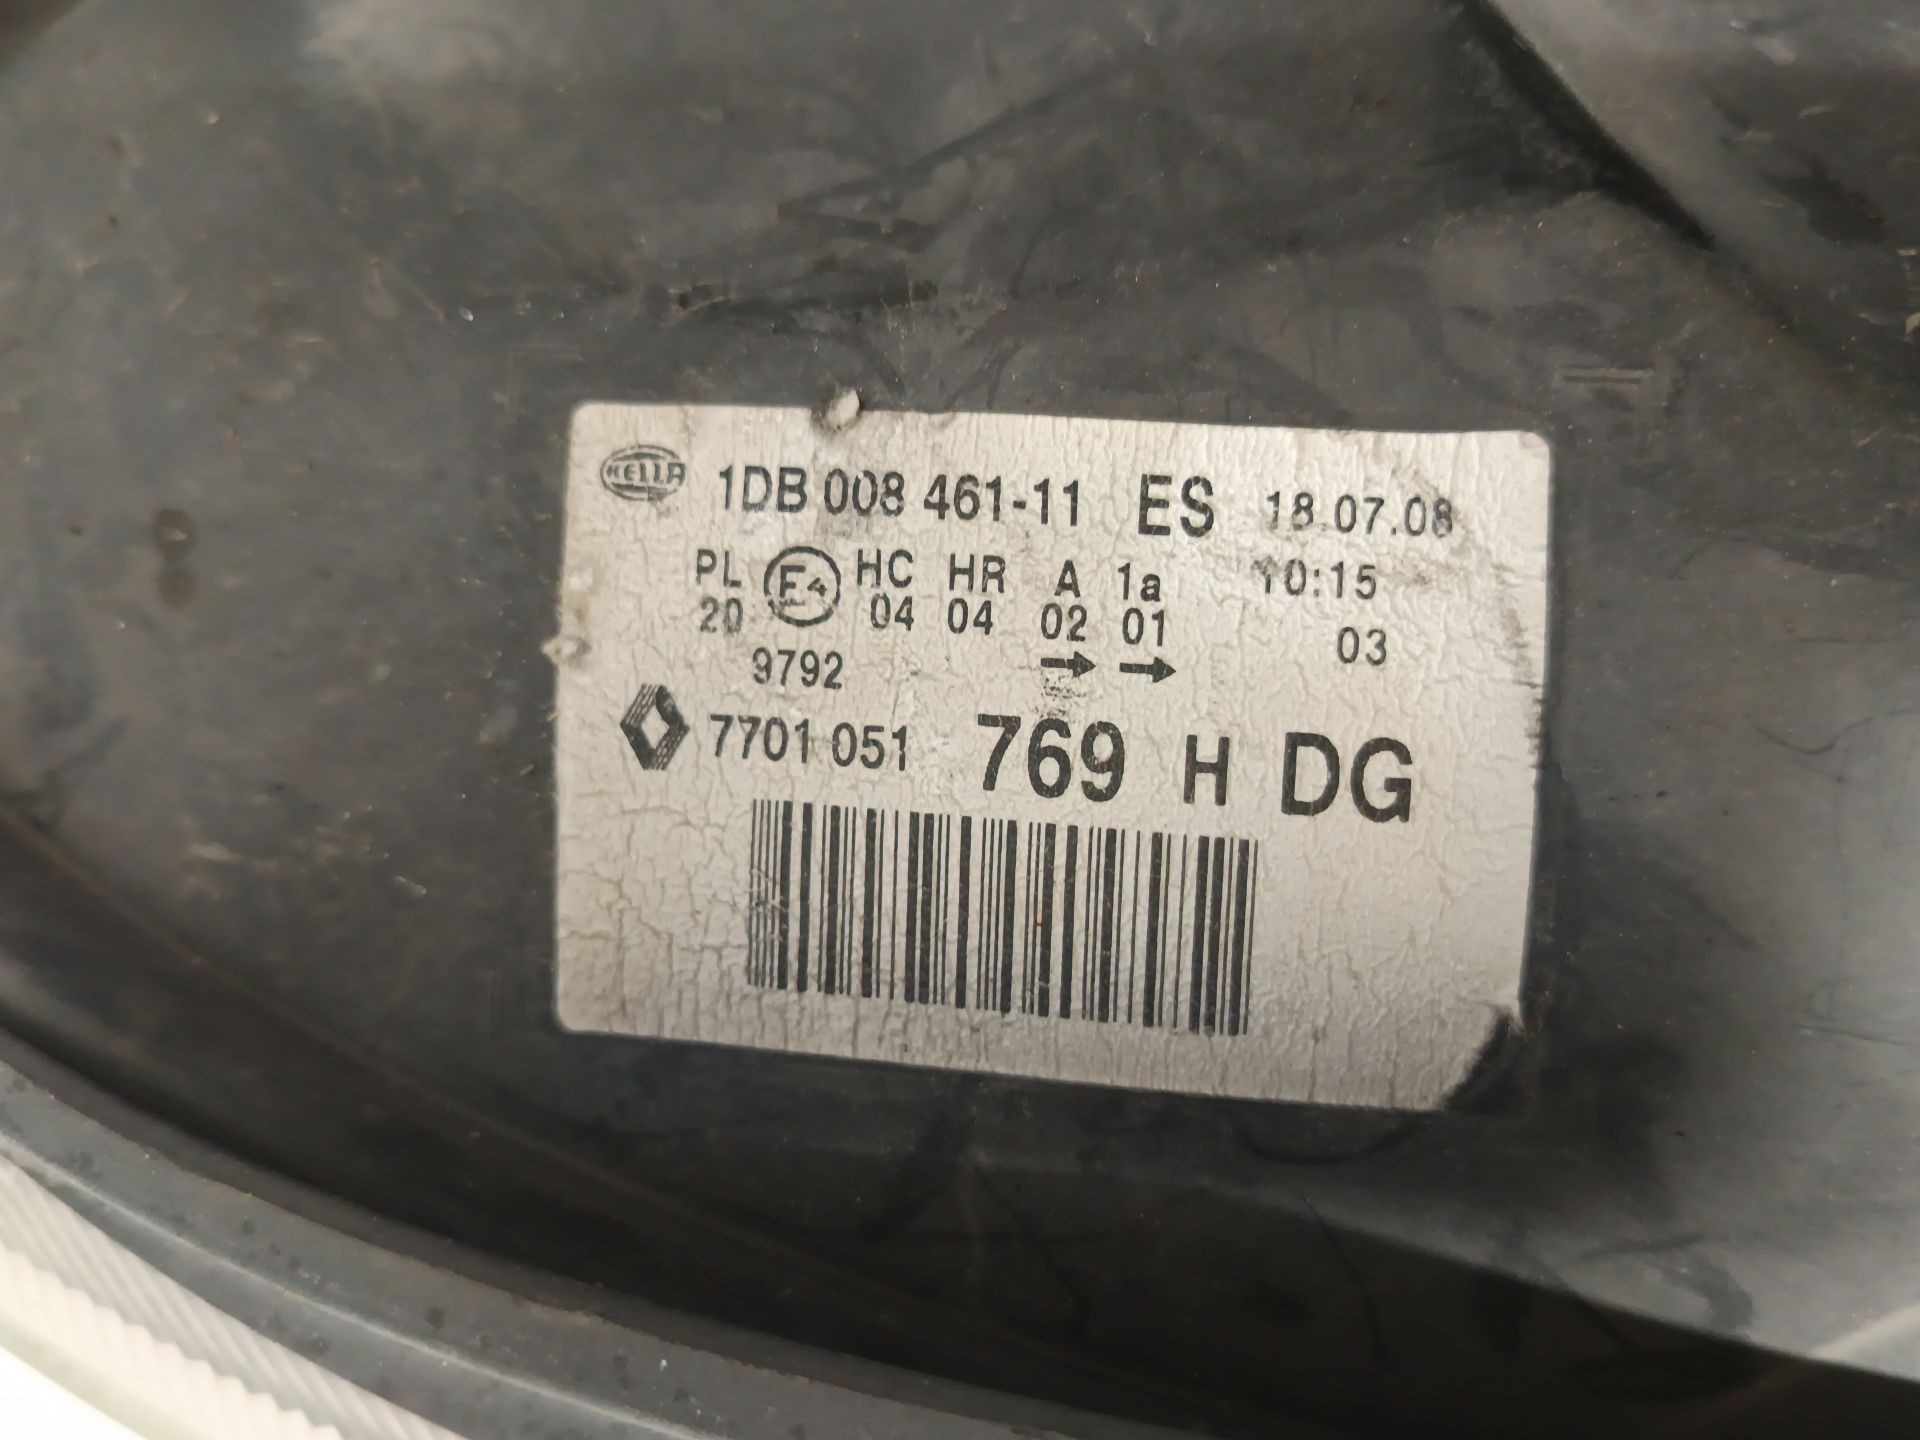 HELLA 1DB 008 461-11 ES 18.07.08
PL E4 HC HR A 1a 10:15
20 04 04 02 01 03
9792 → →
7701 051 769 H DG